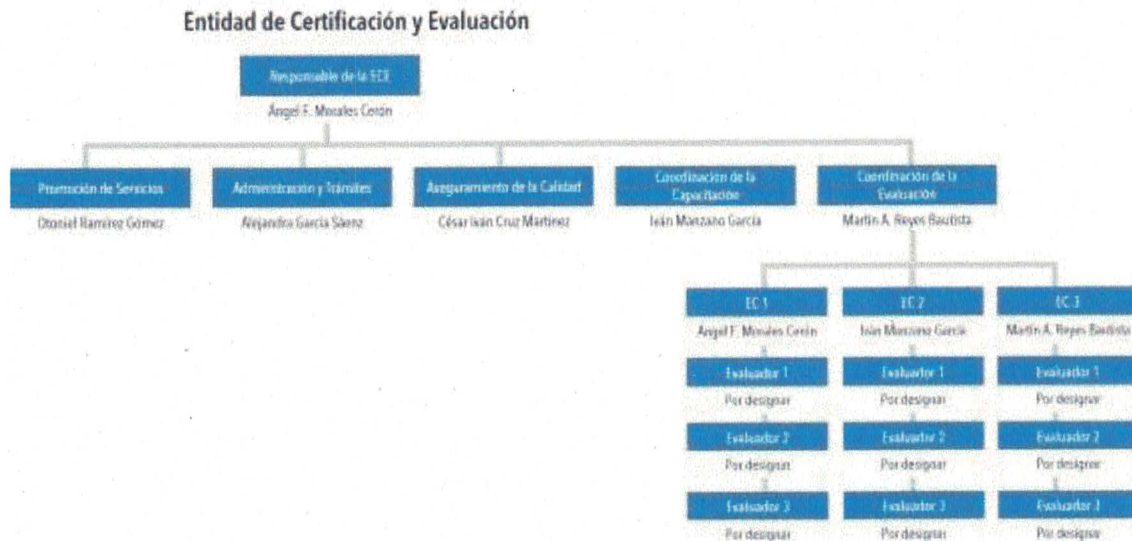 Entidad de Certificación y Evaluación
Responsable de la ECE
Ángel F. Morales Cerón
Promoción de Servicios
Otoniel Ramírez Gómez
Administración y Trámites
Alejandra García Sáenz
Aseguramiento de la Calidad
César Iván Cruz Martínez
Coordinación de la
Capacitación
Iván Manzano García
Coordinación de la
Evaluación
Martín A. Reyes Bautista
EC 1
Ángel F. Morales Cerón
Evaluador 1
Por designar
Evaluador 2
Por designar
Evaluador 3
Por designar
EC 2
Iván Manzano García
Evaluador 1
Por designar
Evaluador 2
Por designar
Evaluador 3
Por designar
EC 3
Martín A. Reyes Bautista
Evaluador 1
Por designar
Evaluador 2
Por designar
Evaluador 3
Por designar